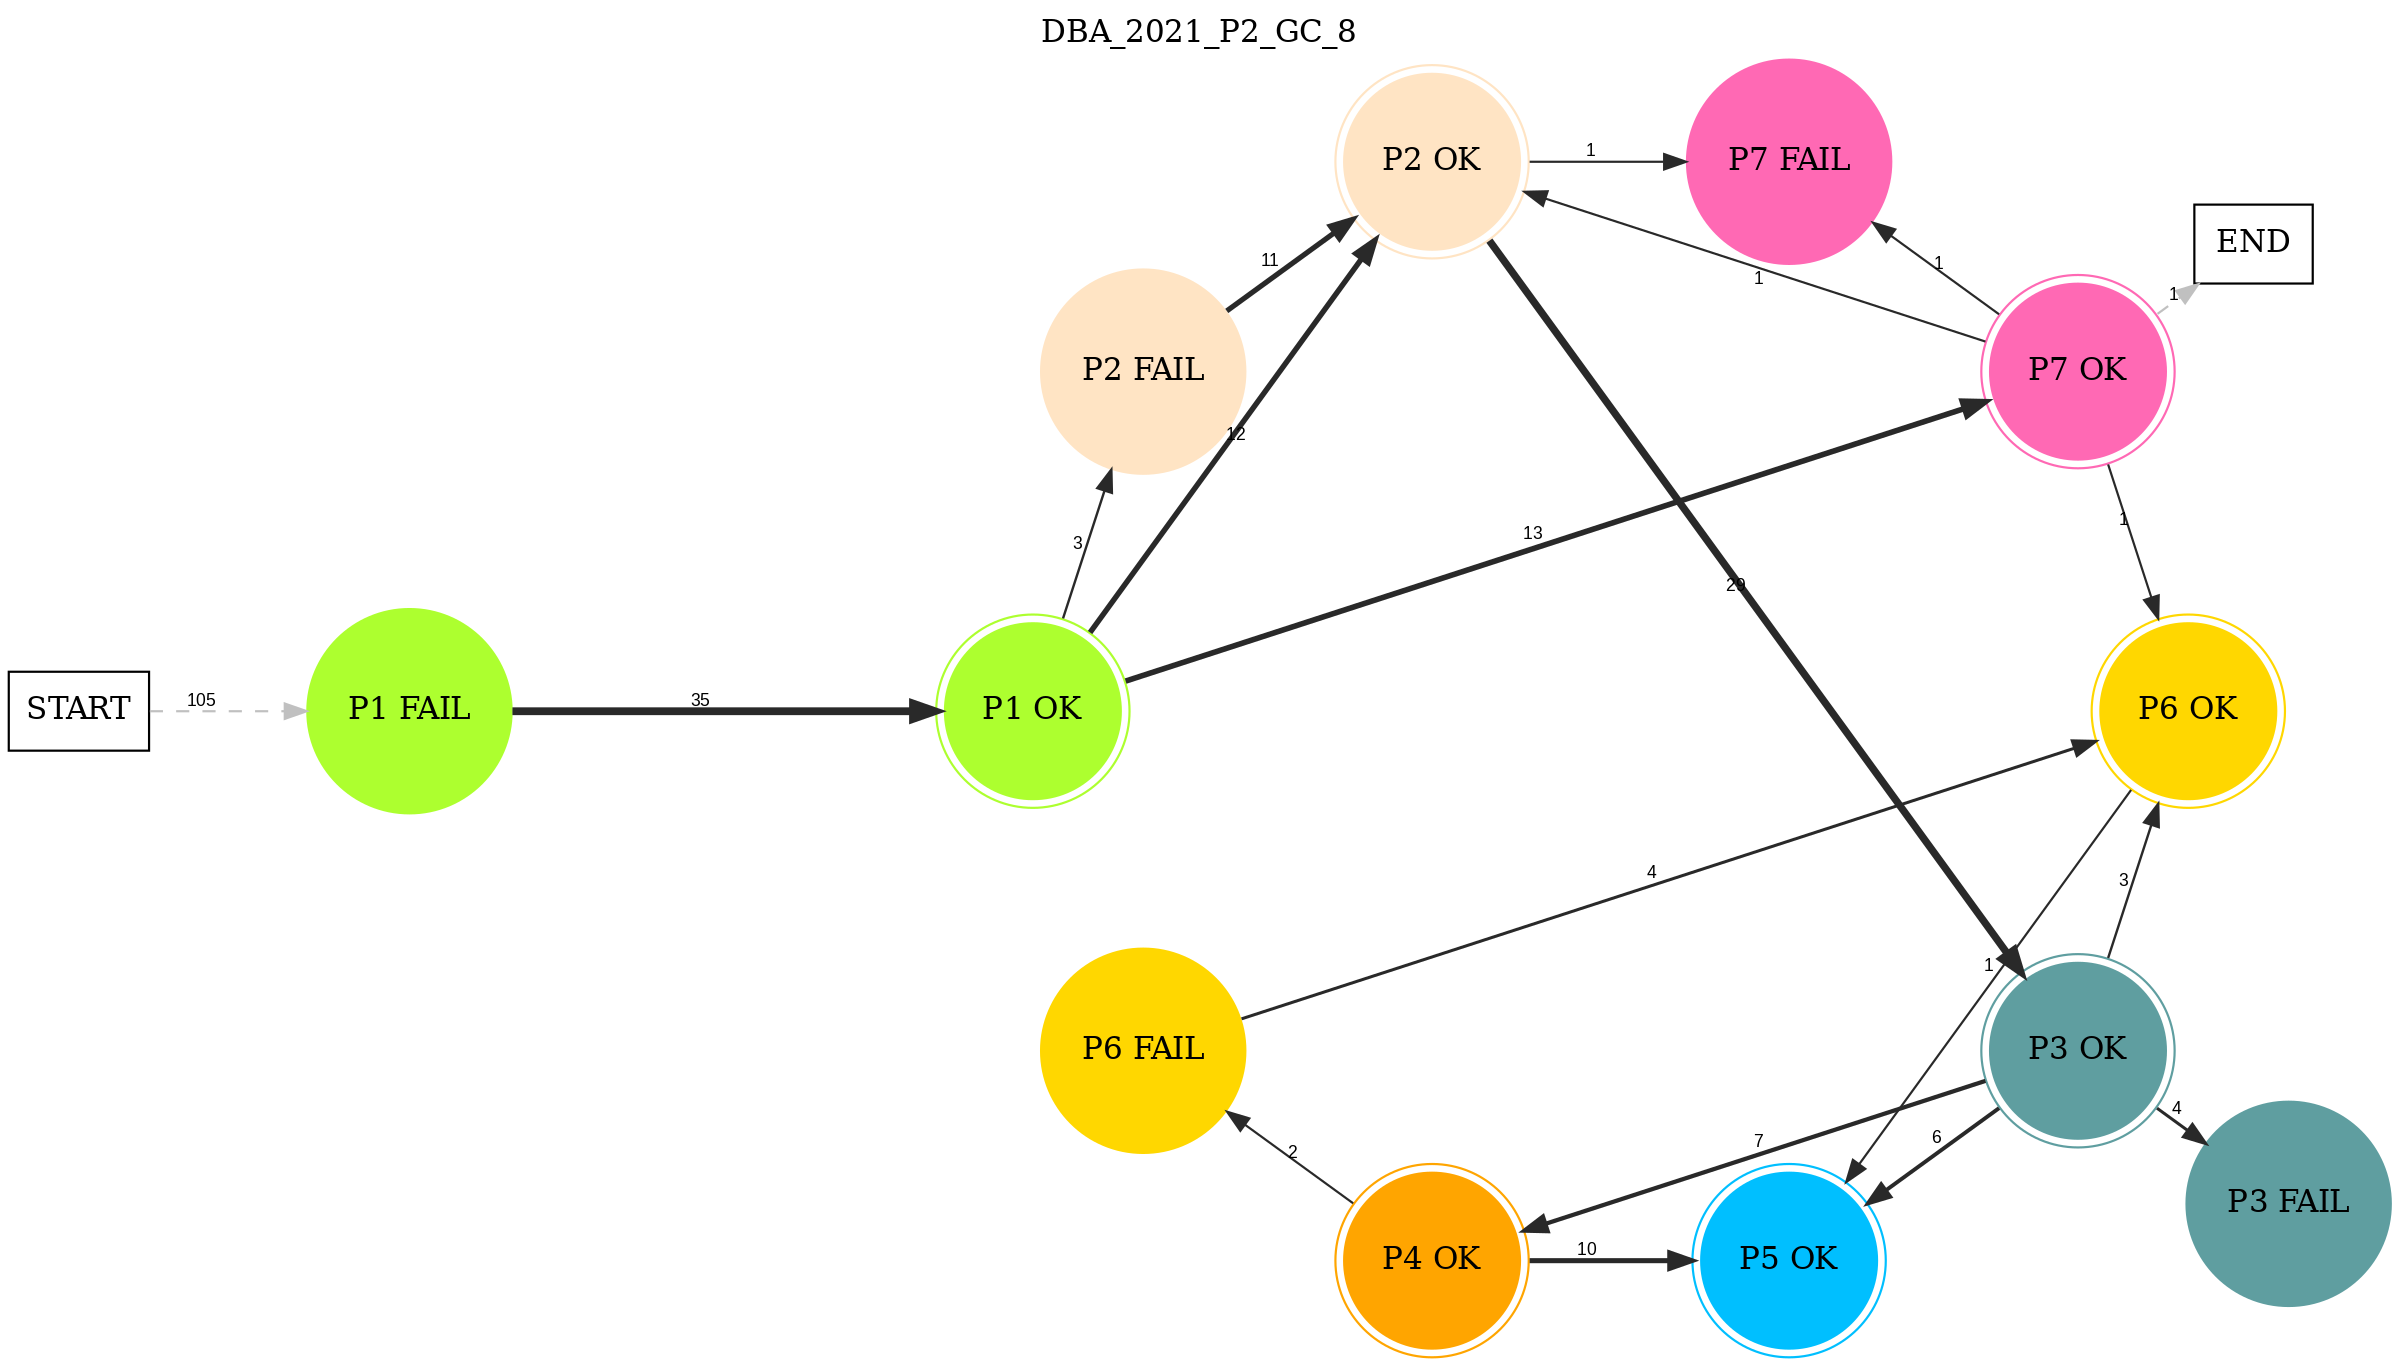 DBA_2021_P2_GC_8
P2 OK
1
P7 FAIL
END
11
1
1
1
P2 FAIL
P7 OK
12
3
13
1
29
START
105
P1 FAIL
35
P1 OK
P6 OK
4
3
1
P6 FAIL
P3 OK
2
7
6
4
P3 FAIL
P4 OK
10
P5 OK